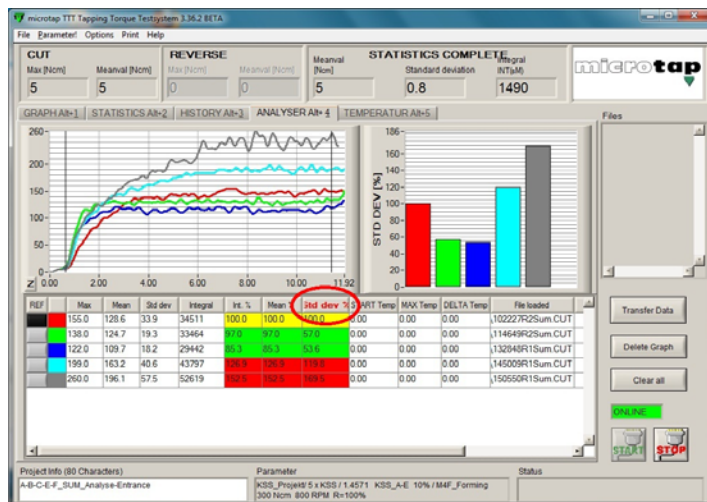 microtap TTT Tapping Torque Testsystem 3.36.2 BETA
File Parameter! Options Print Help
CUT
Max [Ncm] Meanval [Ncm]
5 5
REVERSE
Max [Ncm] Meanval [Ncm]
0 0
STATISTICS COMPLETE
Meanval [Ncm] Standard deviation Integral INT(xM)
5 0.8 1490
microtap
GRAPH Alt+1 STATISTICS Alt+2 HISTORY Alt+3 ANALYSER Alt+ 4 TEMPERATUR Alt+5
Files
260
200
150
100
50
0
Z 0.00 2.00 4.00 6.00 8.00 10.00 11.92
STD DEV [%]
186
160
140
120
100
80
60
40
20
0
REF Max Mean Std dev Integral Int. % Mean % Std dev % START Temp MAX Temp DELTA Temp File loaded
155.0 128.6 33.9 34511 100.0 100.0 100.0 0.00 0.00 0.00 \102227R2Sum.CUT
138.0 124.7 19.3 33464 97.0 97.0 57.0 0.00 0.00 0.00 \114649R2Sum.CUT
122.0 109.7 18.2 29442 85.3 85.3 53.6 0.00 0.00 0.00 \132848R1Sum.CUT
199.0 163.2 40.6 43797 126.9 126.9 119.8 0.00 0.00 0.00 \145009R1Sum.CUT
260.0 196.1 57.5 52619 152.5 152.5 169.5 0.00 0.00 0.00 \150550R1Sum.CUT
Transfer Data
Delete Graph
Clear all
ONLINE
START STOP
Project Info (80 Characters)
A-B-C-E-F_SUM_Analyse-Entrance
Parameter
KSS_Projekt/ 5 x KSS / 1.4571 KSS_A-E 10% / M4F_Forming
300 Ncm 800 RPM R=100%
Status